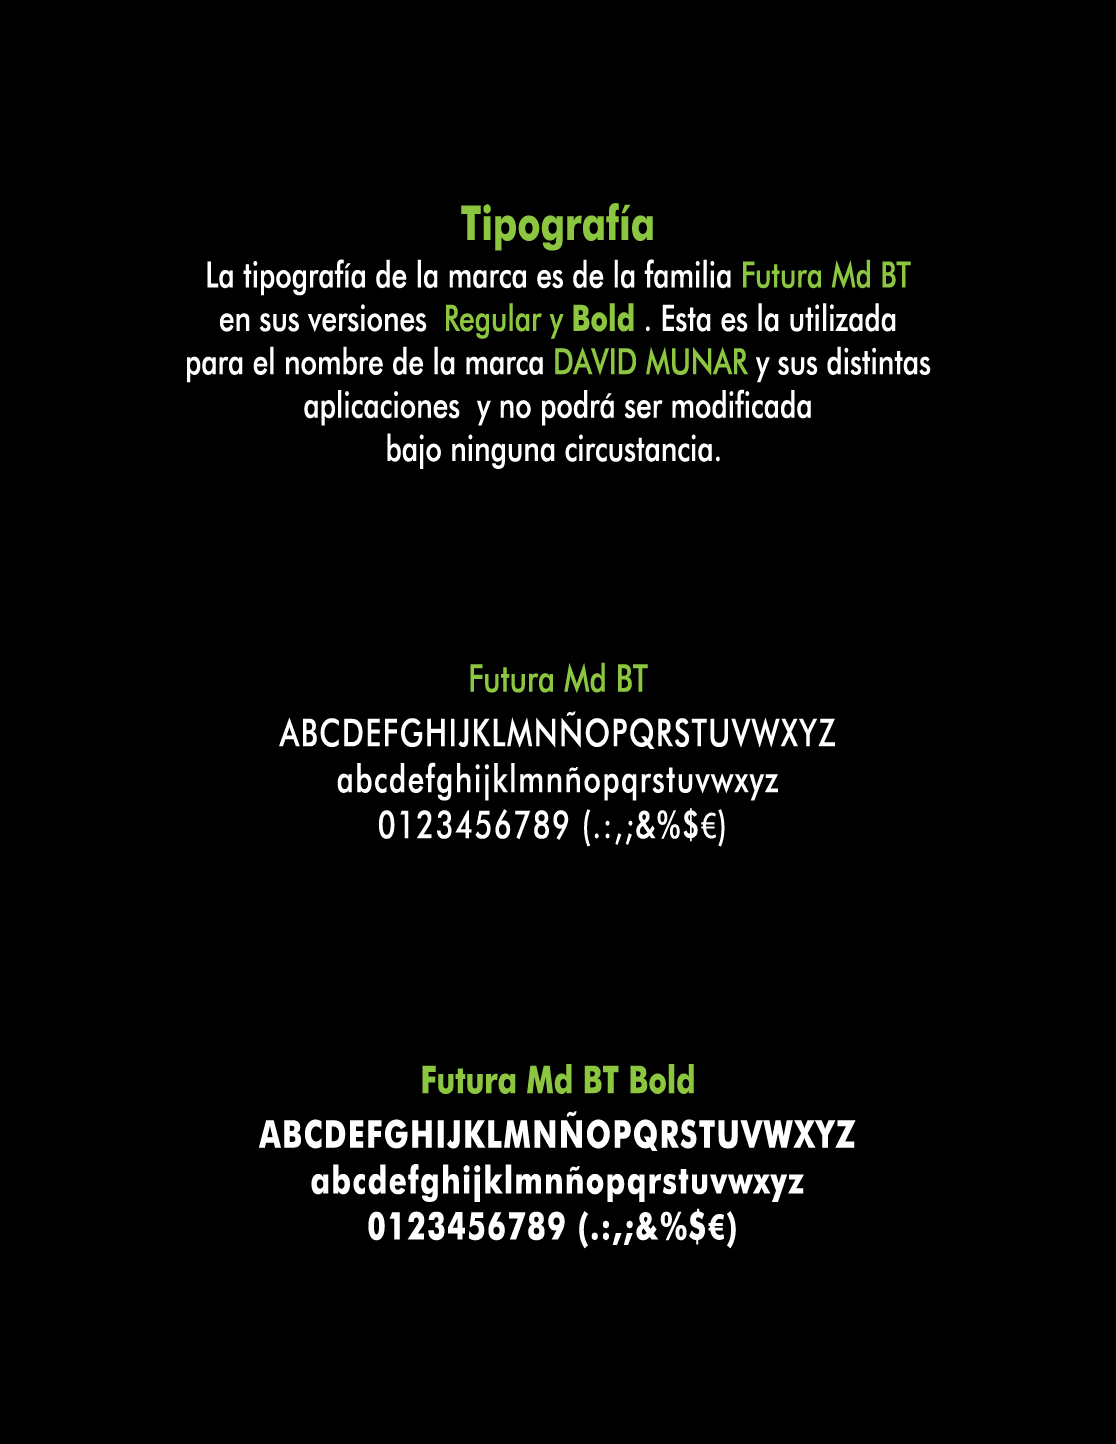 Tipografía
La tipografía de la marca es de la familia Futura Md BT
en sus versiones  Regular y Bold . Esta es la utilizada
para el nombre de la marca DAVID MUNAR y sus distintas
aplicaciones  y no podrá ser modificada
bajo ninguna circustancia.
Futura Md BT
ABCDEFGHIJKLMNÑOPQRSTUVWXYZ
abcdefghijklmnñopqrstuvwxyz
0123456789 (.:,;&%$€)
Futura Md BT Bold
ABCDEFGHIJKLMNÑOPQRSTUVWXYZ
abcdefghijklmnñopqrstuvwxyz
0123456789 (.:,;&%$€)